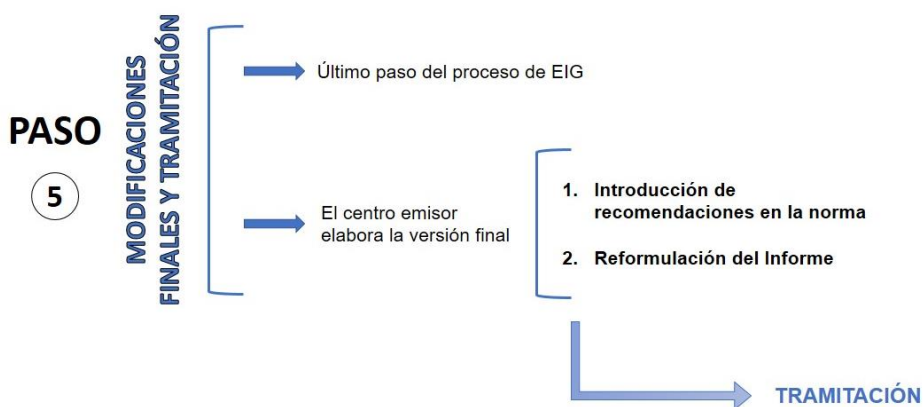 PASO
5
MODIFICACIONES
FINALES Y TRAMITACIÓN
Último paso del proceso de EIG
El centro emisor
elabora la versión final
1. Introducción de
recomendaciones en la norma
2. Reformulación del Informe
TRAMITACIÓN